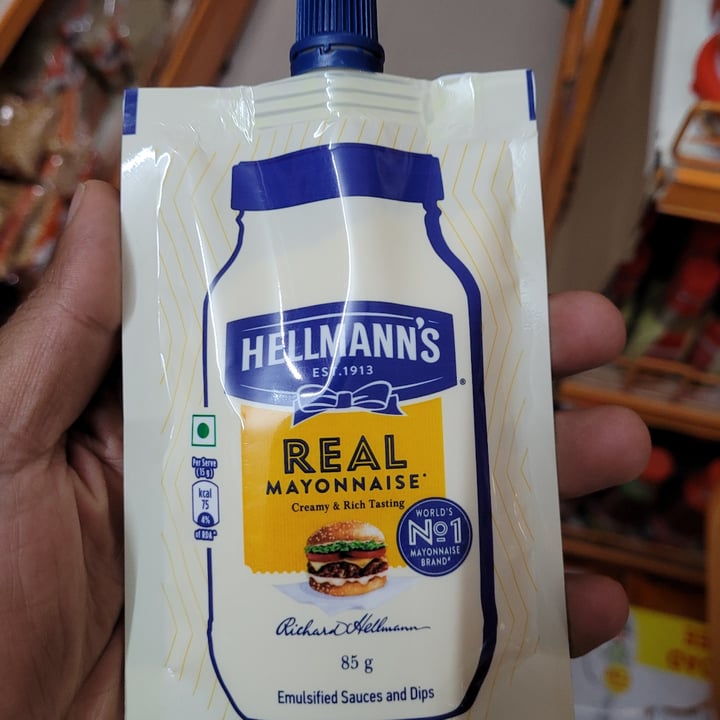 HELLMANN'S
EST. 1913
®
REAL
MAYONNAISE*
Creamy & Rich Tasting
WORLD'S
No1
MAYONNAISE
BRAND#
Per Serve
(15 g)
kcal
75
4%
of RDA**
Richard Hellmann
85 g
Emulsified Sauces and Dips